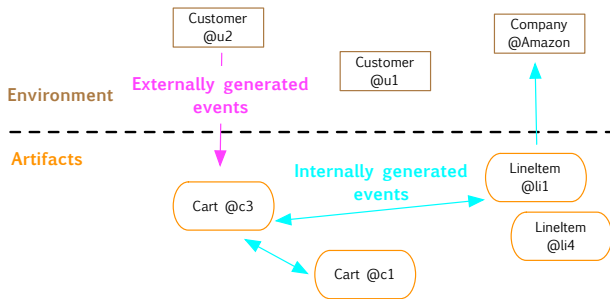 Customer
@u2
Company
@Amazon
Customer
@u1
Externally generated
events
Environment
Artifacts
Internally generated
events
LineItem
@li1
Cart @c3
LineItem
@li4
Cart @c1